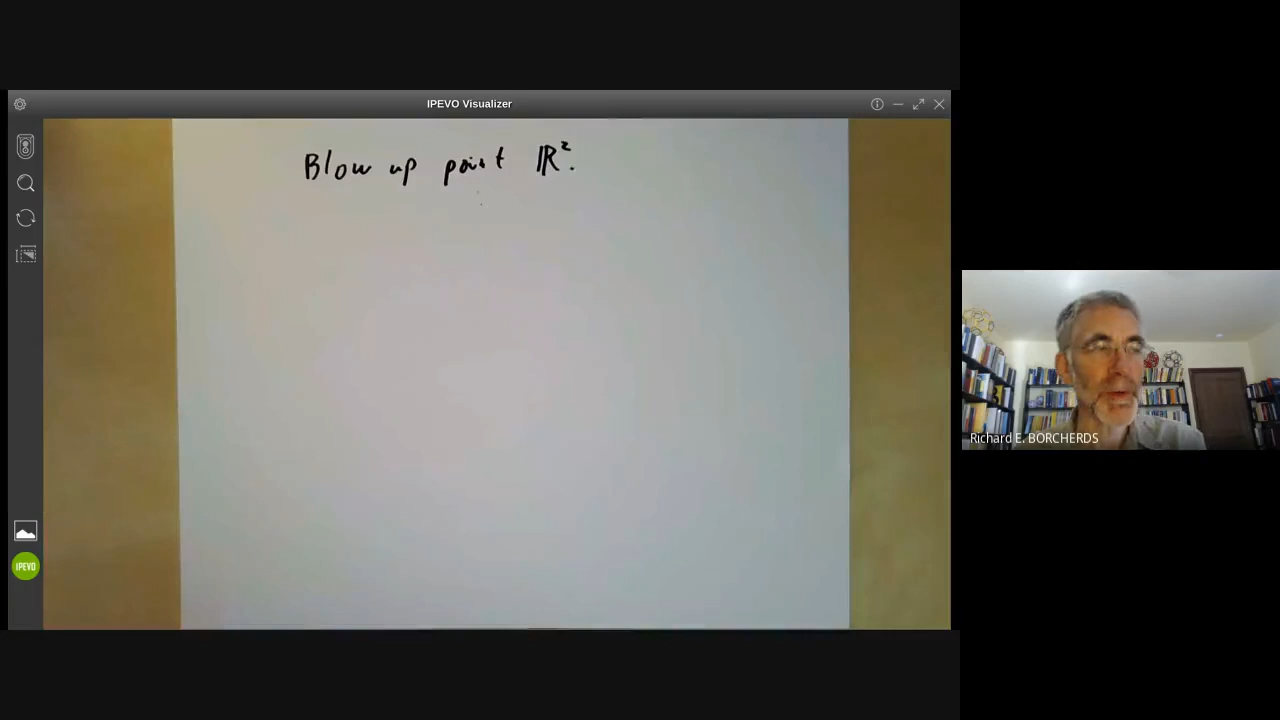 IPEVO Visualizer
Blow up point ℝ².
Richard E. BORCHERDS
IPEVO